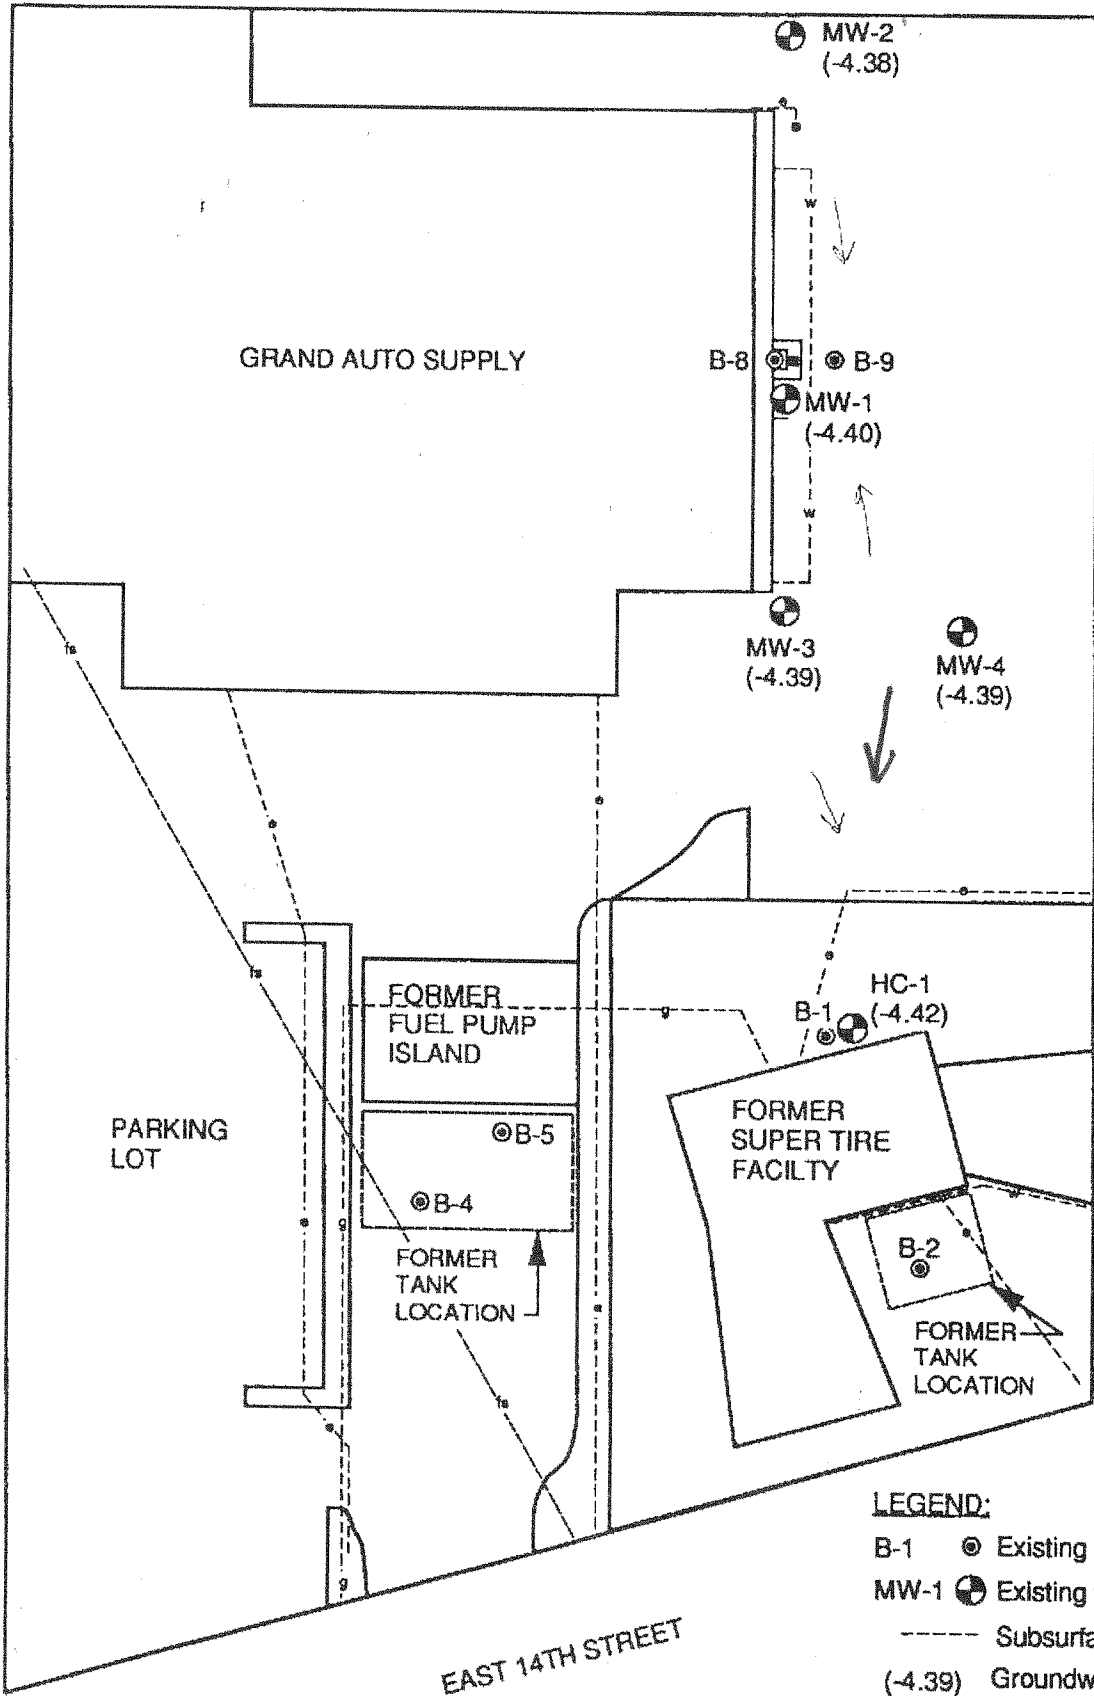 MW-2
(-4.38)
e
e
w
GRAND AUTO SUPPLY
B-8
B-9
MW-1
(-4.40)
w
MW-3
(-4.39)
MW-4
(-4.39)
fs
e
e
e
fs
e
FORMER
FUEL PUMP
ISLAND
g
HC-1
(-4.42)
B-1
PARKING
LOT
B-5
B-4
FORMER
SUPER TIRE
FACILTY
e
g
e
B-2
FORMER
TANK
LOCATION
e
FORMER
TANK
LOCATION
fs
e
g
LEGEND:
B-1 Existing
MW-1 Existing
Subsurfa
(-4.39) Groundw
EAST 14TH STREET